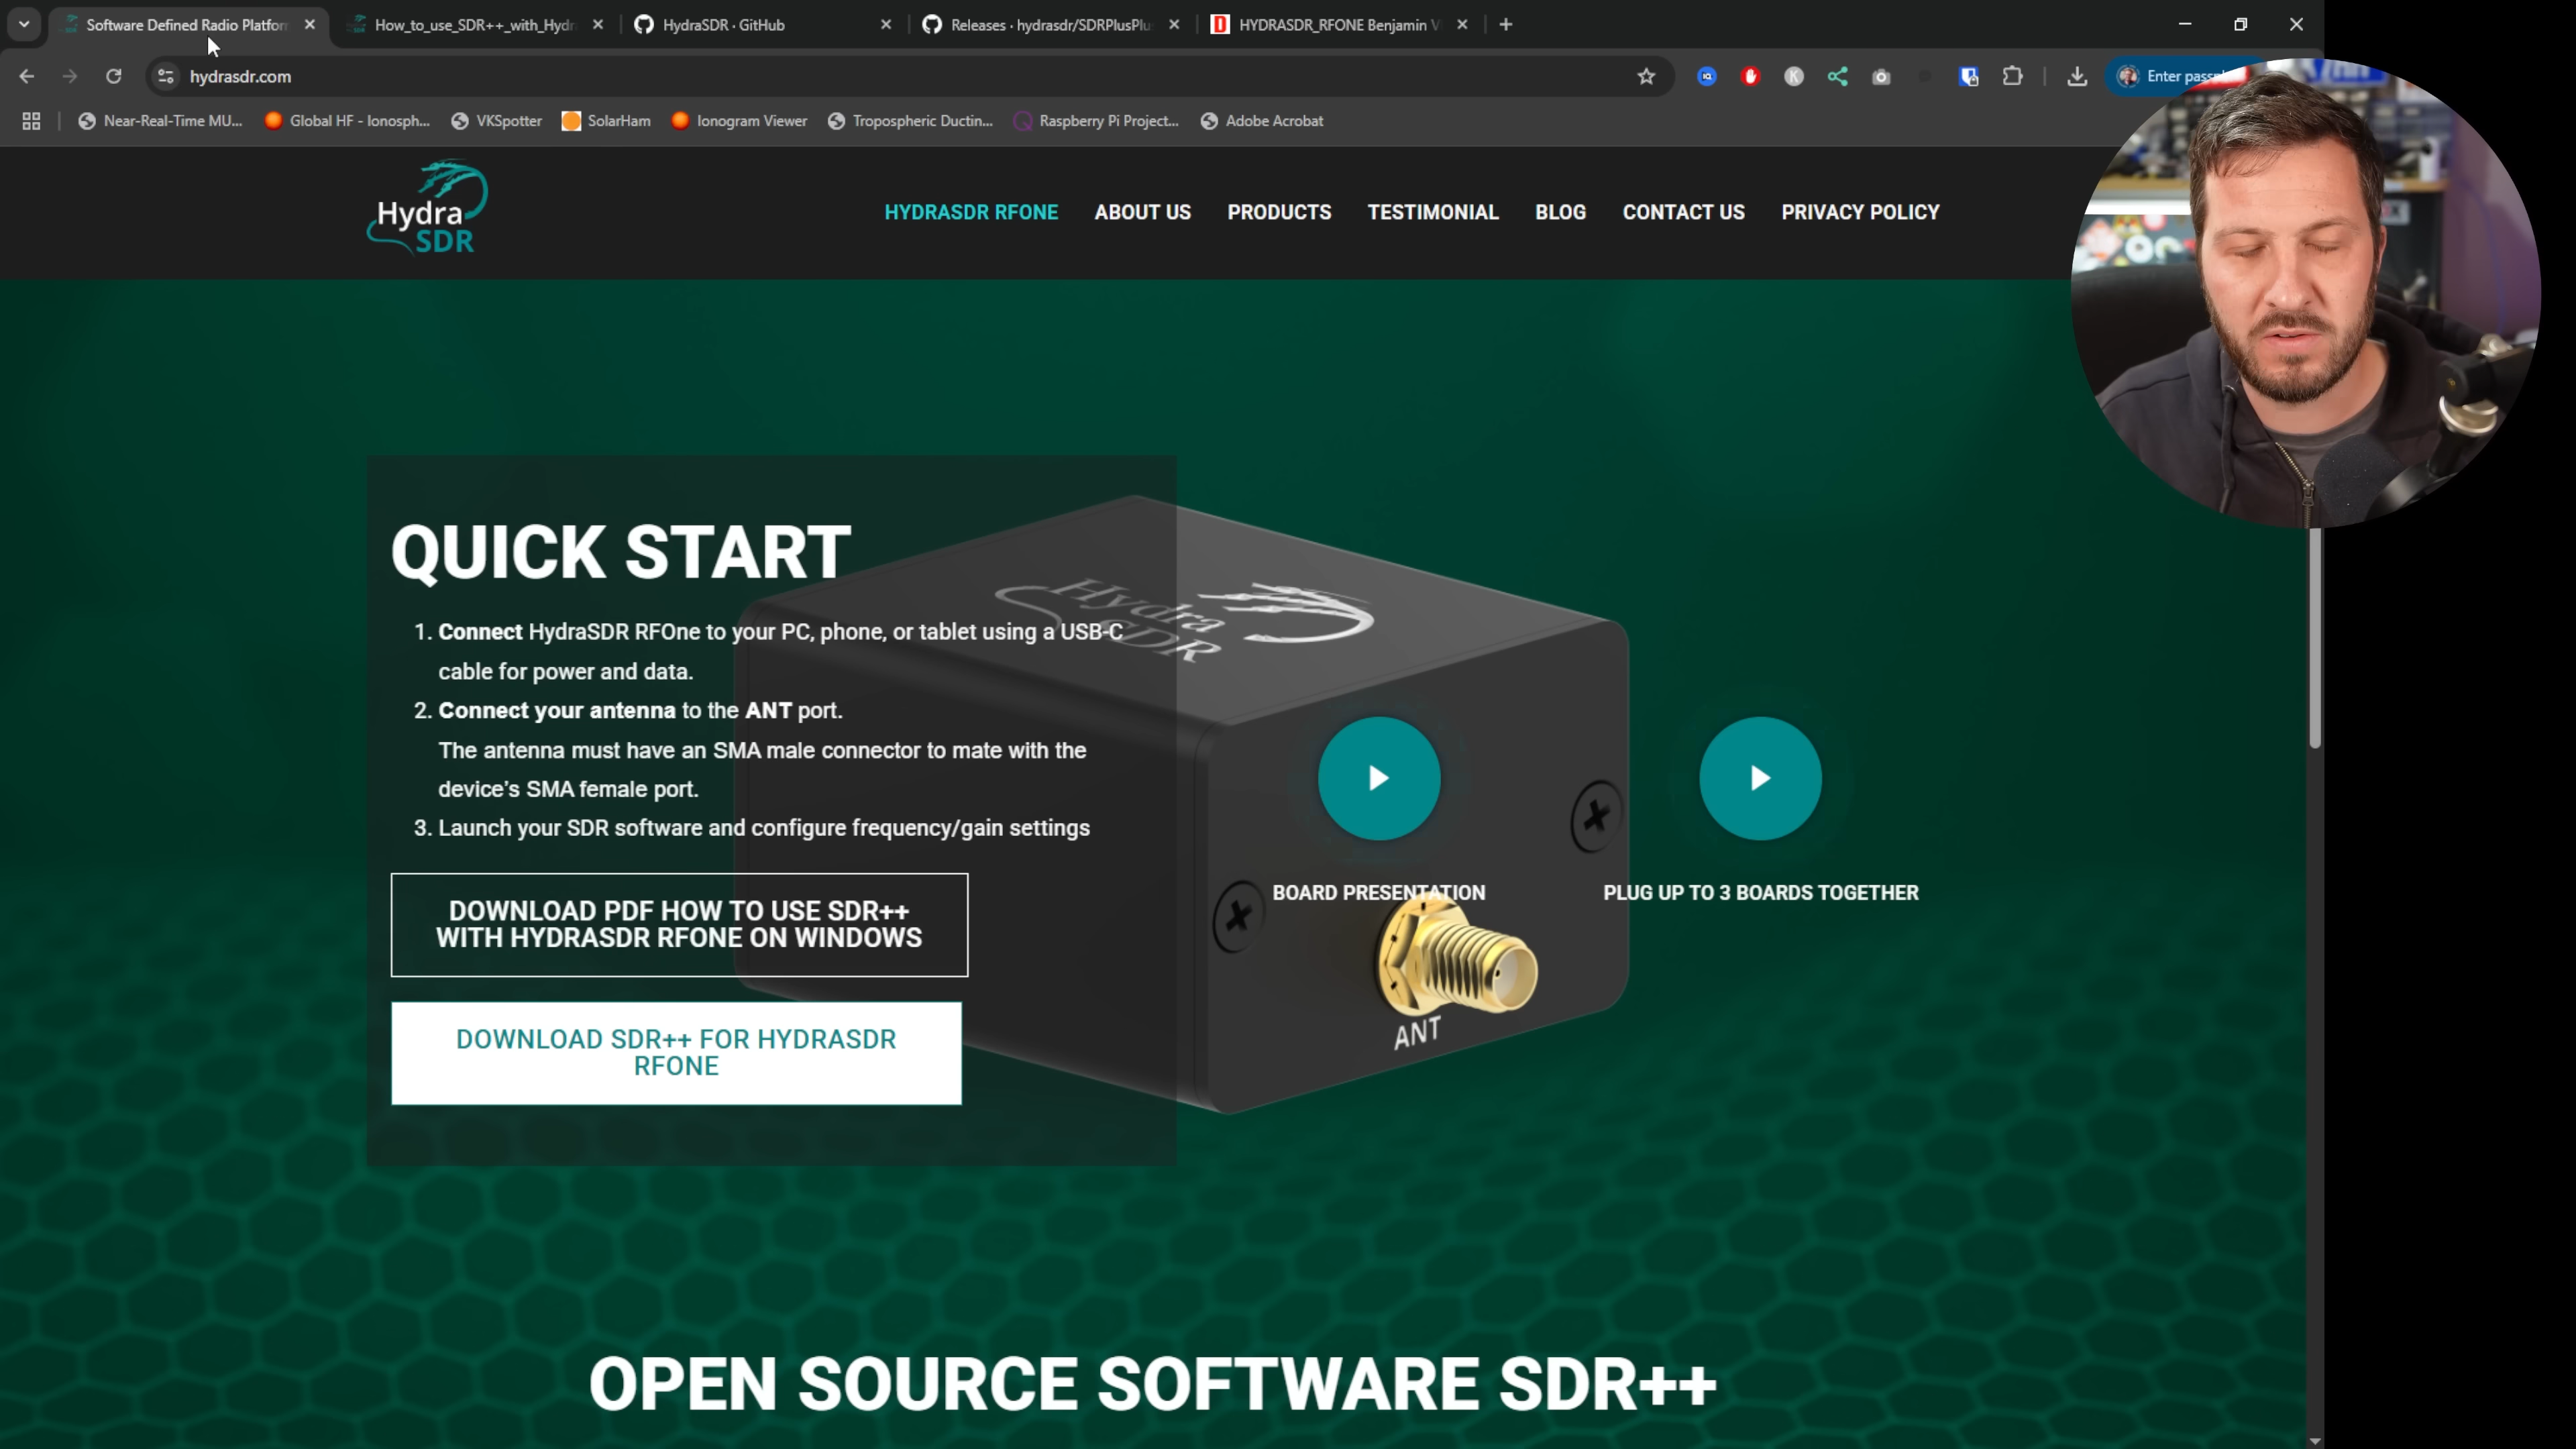 Software Defined Radio Platfor
How_to_use_SDR++_with_Hydr
HydraSDR · GitHub
Releases · hydrasdr/SDRPlusPlu
HYDRASDR_RFONE Benjamin V
hydrasdr.com
Enter passp
Near-Real-Time MU...
Global HF - Ionosph...
VKSpotter
SolarHam
Ionogram Viewer
Tropospheric Ductin...
Raspberry Pi Project...
Adobe Acrobat
Hydra
SDR
HYDRASDR RFONE
ABOUT US
PRODUCTS
TESTIMONIAL
BLOG
CONTACT US
PRIVACY POLICY
QUICK START
1. Connect HydraSDR RFOne to your PC, phone, or tablet using a USB-C
cable for power and data.
2. Connect your antenna to the ANT port.
The antenna must have an SMA male connector to mate with the
device's SMA female port.
3. Launch your SDR software and configure frequency/gain settings
DOWNLOAD PDF HOW TO USE SDR++
WITH HYDRASDR RFONE ON WINDOWS
DOWNLOAD SDR++ FOR HYDRASDR
RFONE
Hydra
SDR
BOARD PRESENTATION
PLUG UP TO 3 BOARDS TOGETHER
ANT
OPEN SOURCE SOFTWARE SDR++